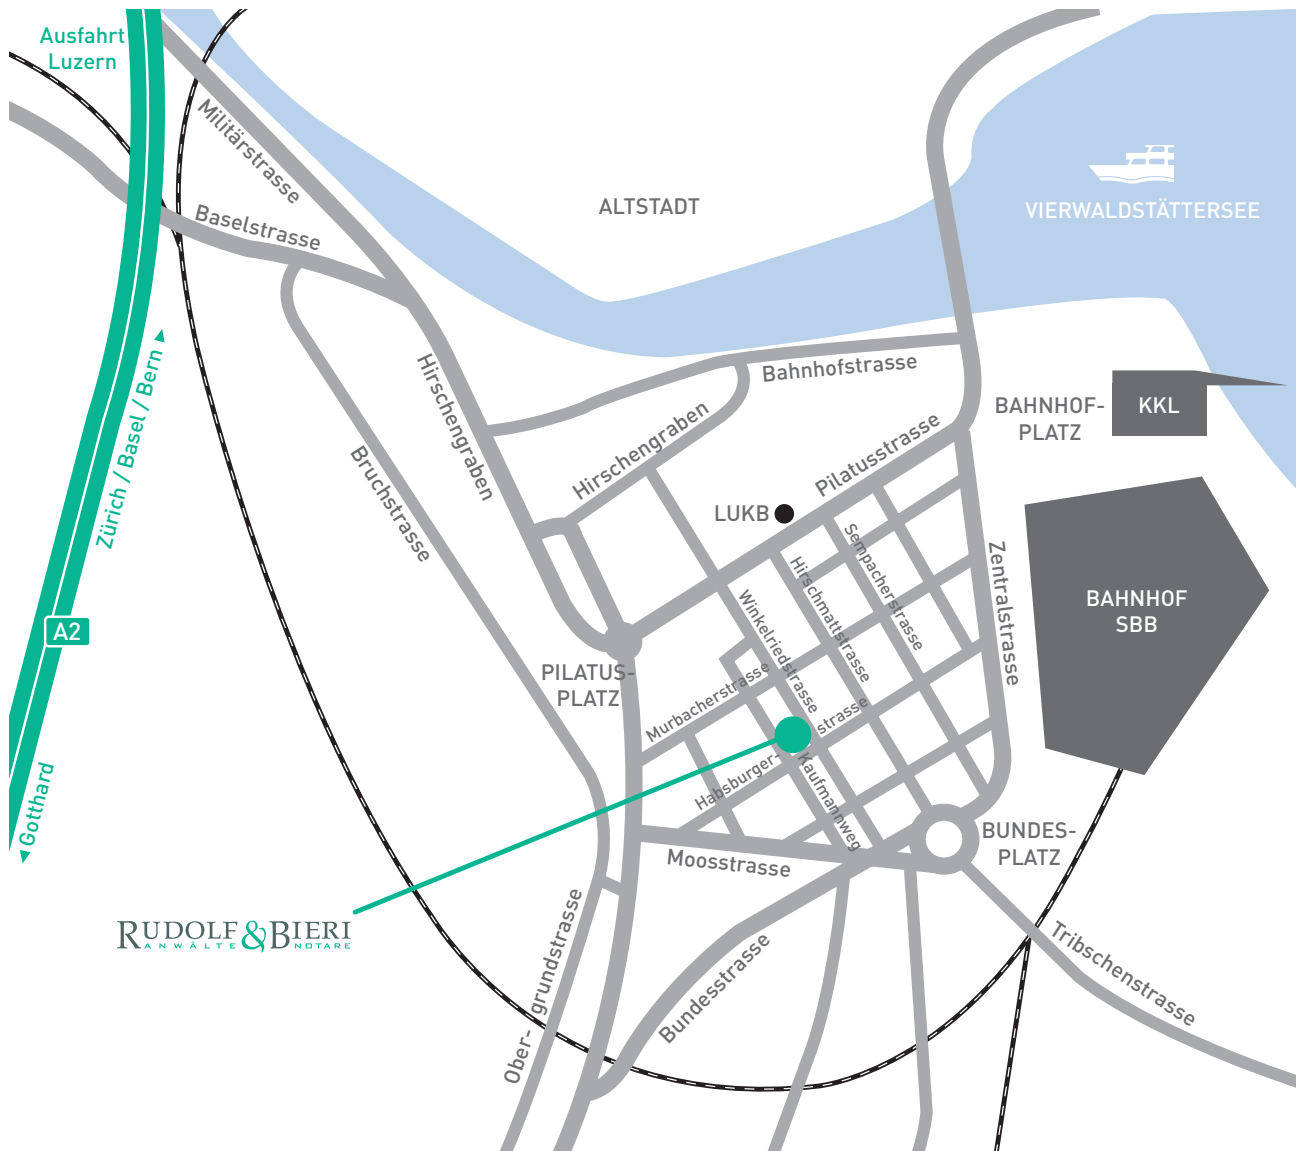 Ausfahrt
Luzern
Militärstrasse
Baselstrasse
ALTSTADT
VIERWALDSTÄTTERSEE
Zürich / Basel / Bern
Hirschengraben
Bahnhofstrasse
BAHNHOF-
PLATZ
KKL
Hirschengraben
Pilatusstrasse
Bruchstrasse
LUKB
Sempacherstrasse
Hirschmattstrasse
Zentralstrasse
BAHNHOF
SBB
Winkelriedstrasse
A2
PILATUS-
PLATZ
Murbacherstrasse
Habsburger-
strasse
Kaufmannweg
Gotthard
Moosstrasse
BUNDES-
PLATZ
RUDOLF & BIERI
ANWÄLTE NOTARE
Ober- grundstrasse
Bundesstrasse
Tribschenstrasse